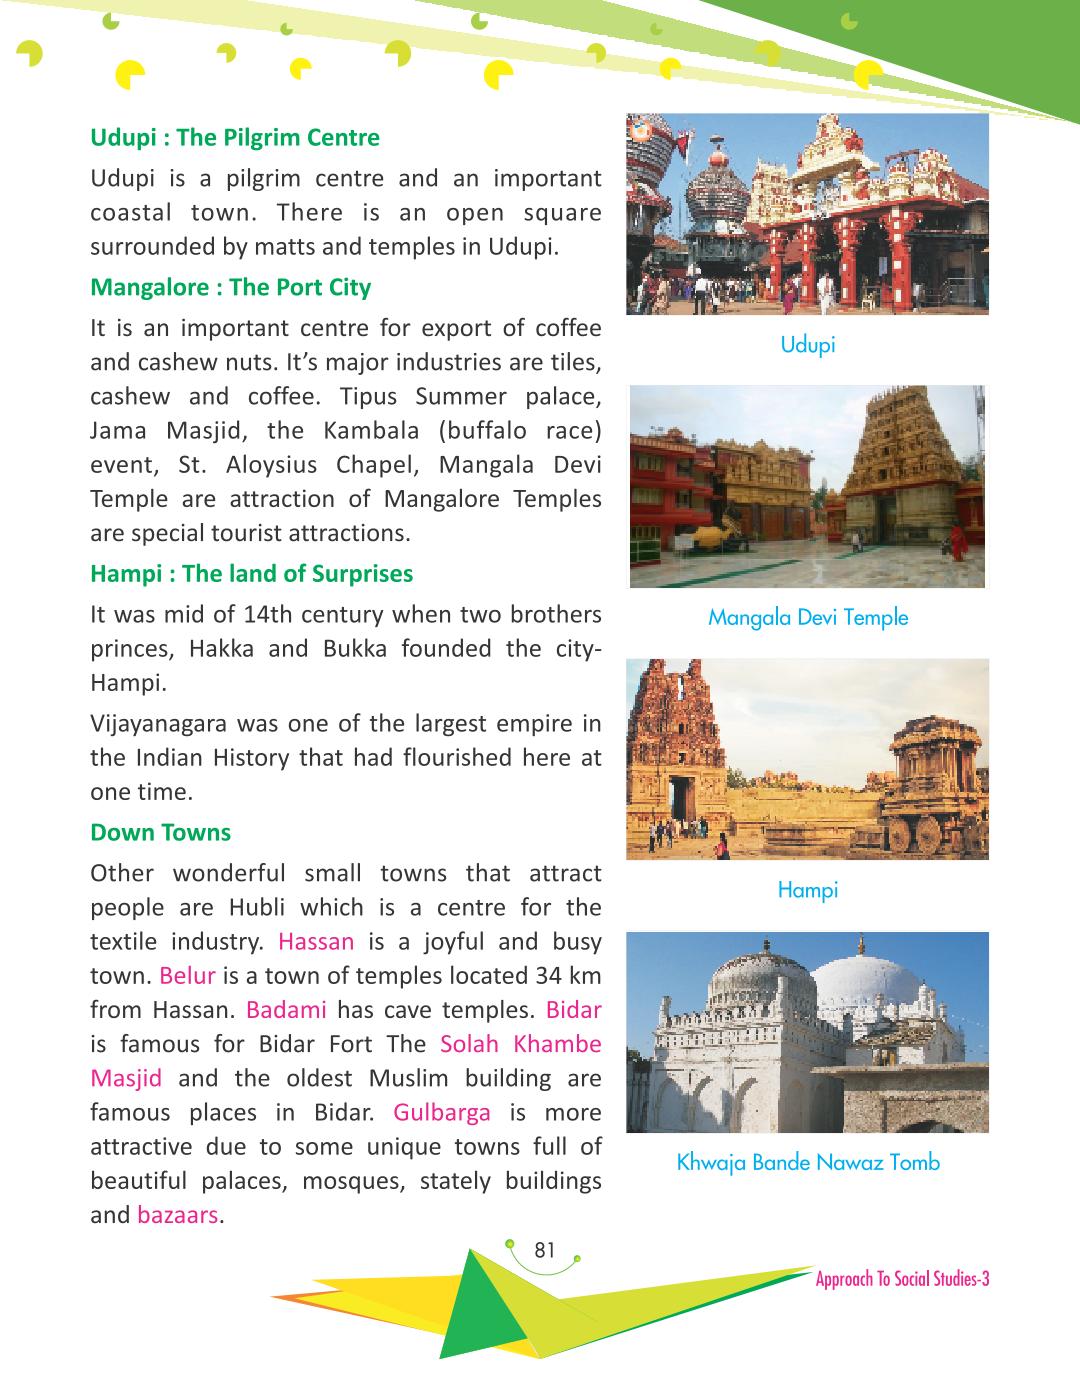 Udupi : The Pilgrim Centre
Udupi is a pilgrim centre and an important
coastal town. There is an open square
surrounded by matts and temples in Udupi.
Mangalore : The Port City
It is an important centre for export of coffee
and cashew nuts. It’s major industries are tiles,
cashew and coffee. Tipus Summer palace,
Jama Masjid, the Kambala (buffalo race)
event, St. Aloysius Chapel, Mangala Devi
Temple are attraction of Mangalore Temples
are special tourist attractions.
Hampi : The land of Surprises
It was mid of 14th century when two brothers
princes, Hakka and Bukka founded the city-
Hampi.
Vijayanagara was one of the largest empire in
the Indian History that had flourished here at
one time.
Down Towns
Other wonderful small towns that attract
people are Hubli which is a centre for the
textile industry. Hassan is a joyful and busy
town. Belur is a town of temples located 34 km
from Hassan. Badami has cave temples. Bidar
is famous for Bidar Fort The Solah Khambe
Masjid and the oldest Muslim building are
famous places in Bidar. Gulbarga is more
attractive due to some unique towns full of
beautiful palaces, mosques, stately buildings
and bazaars.
Udupi
Mangala Devi Temple
Hampi
Khwaja Bande Nawaz Tomb
81
Approach To Social Studies-3